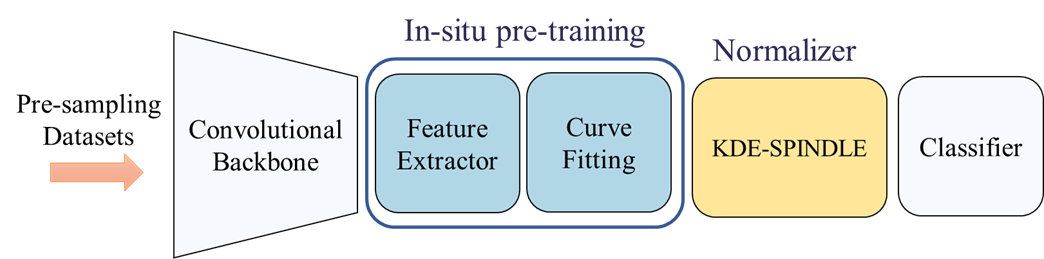 Pre-sampling
Datasets
Convolutional
Backbone
In-situ pre-training
Feature
Extractor
Curve
Fitting
Normalizer
KDE-SPINDLE
Classifier